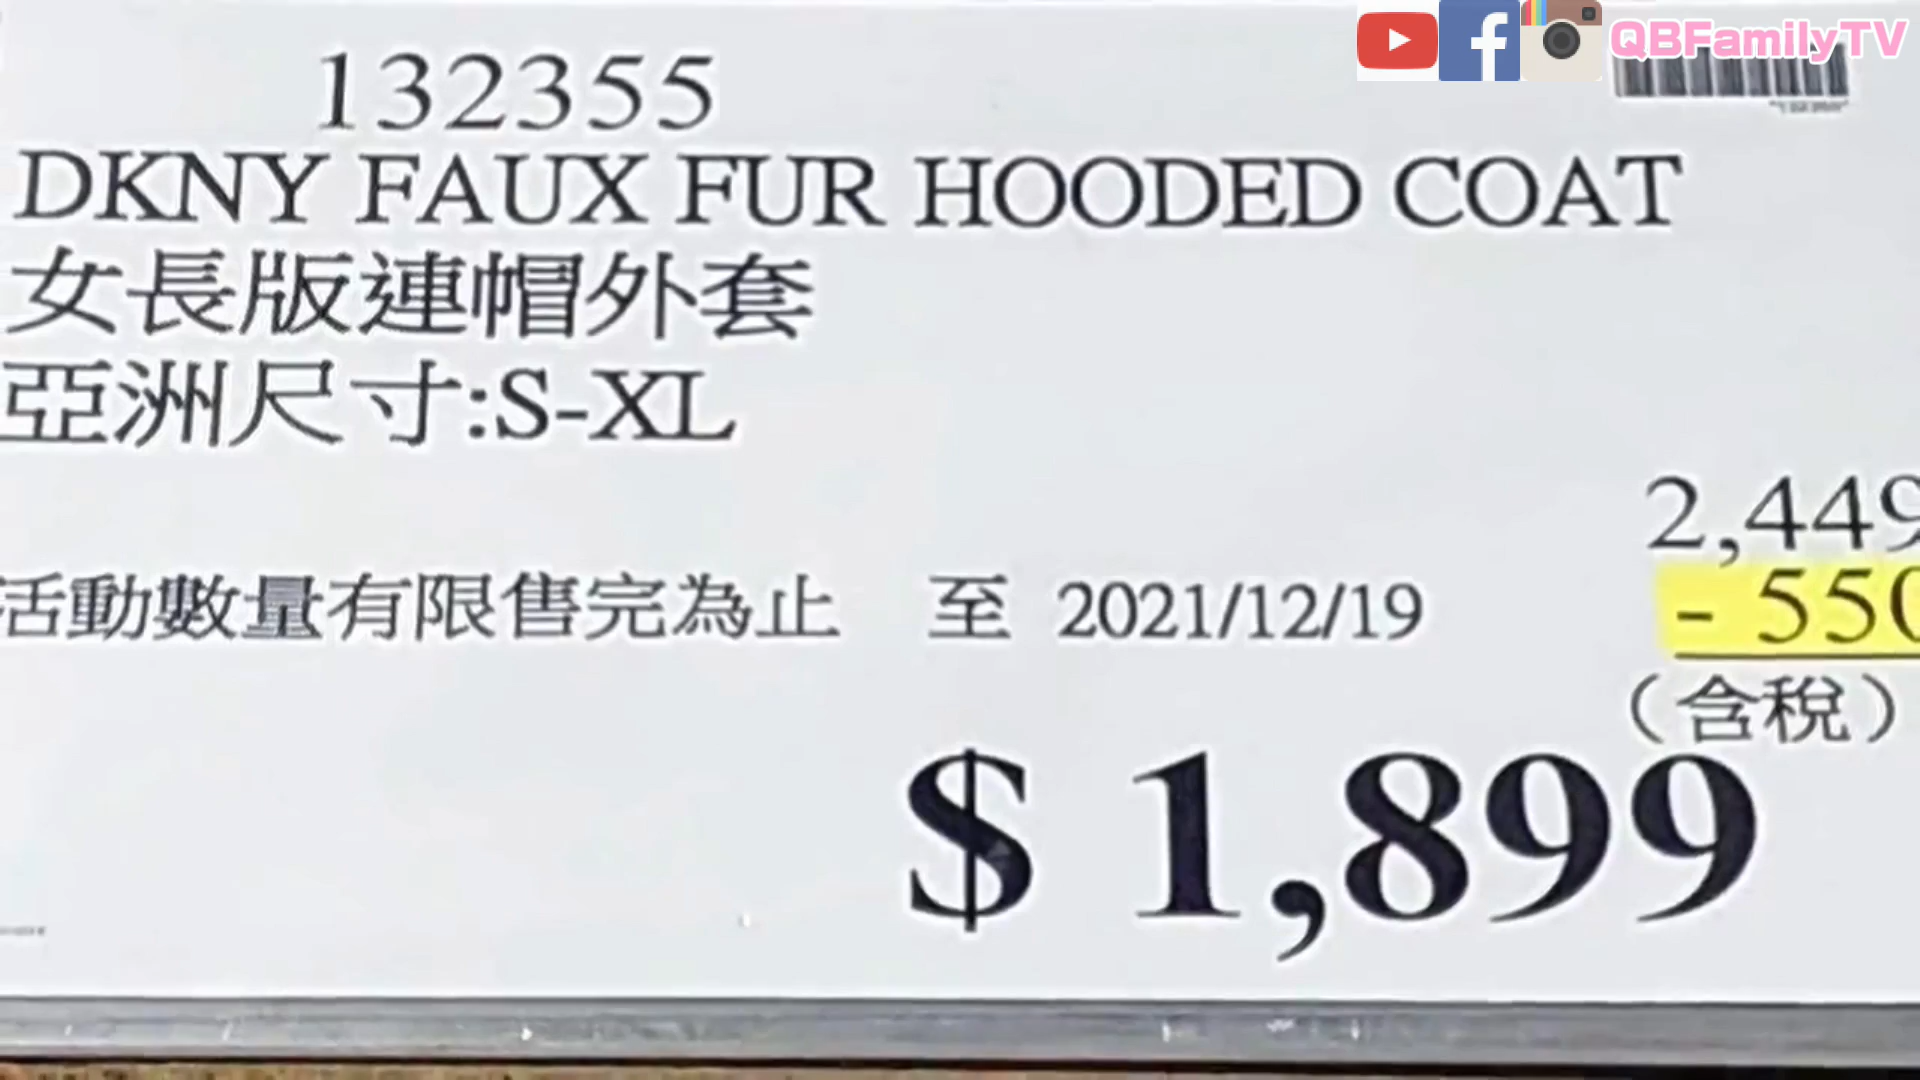 QBFamilyTV
132355
DKNY FAUX FUR HOODED COAT
女長版連帽外套
亞洲尺寸:S-XL
2,449
活動數量有限售完為止 至 2021/12/19
- 550
(含稅)
$ 1,899